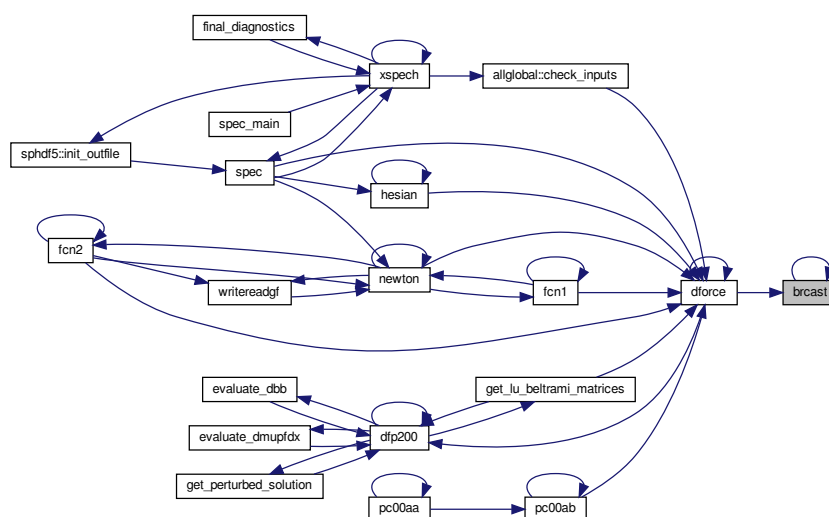 final_diagnostics
xspech
allglobal::check_inputs
spec_main
sphdf5::init_outfile
spec
hesian
fcn2
newton
writereadgf
fcn1
dforce
brcast
evaluate_dbb
get_lu_beltrami_matrices
evaluate_dmupfdx
dfp200
get_perturbed_solution
pc00aa
pc00ab